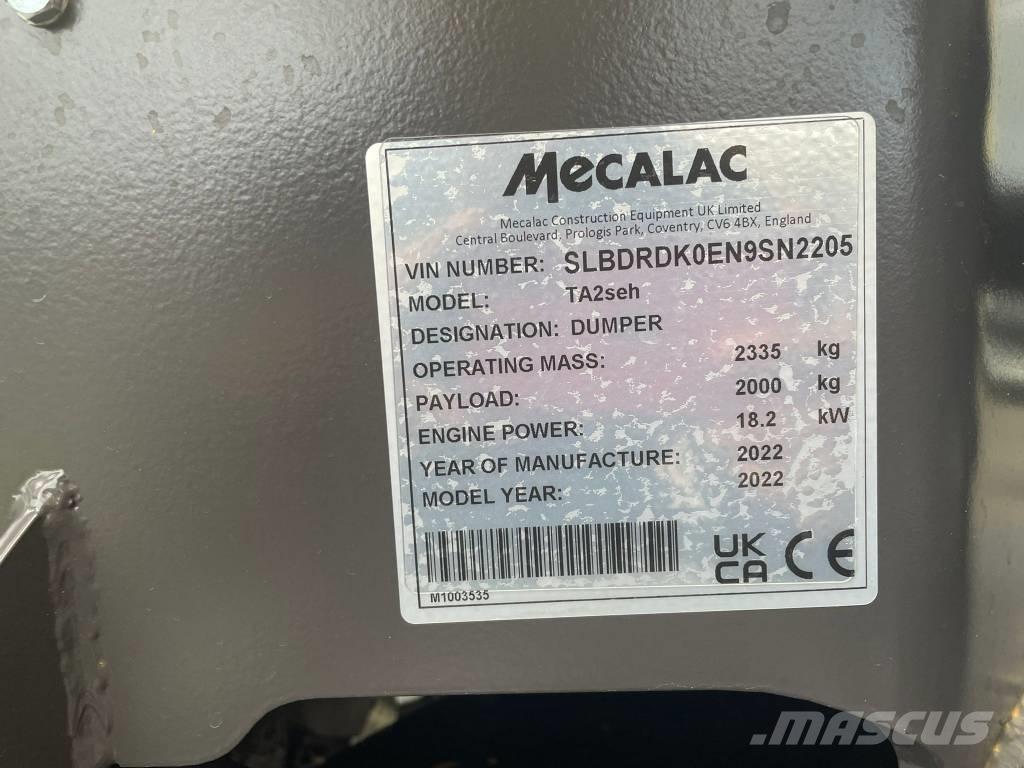 MeCALAC
Mecalac Construction Equipment UK Limited
Central Boulevard, Prologis Park, Coventry, CV6 4BX, England
VIN NUMBER: SLBDRDK0EN9SN2205
MODEL: TA2seh
DESIGNATION: DUMPER
OPERATING MASS: 2335 kg
PAYLOAD: 2000 kg
ENGINE POWER: 18.2 kW
YEAR OF MANUFACTURE: 2022
MODEL YEAR: 2022
UK
CA CE
M1003535
MASCUS